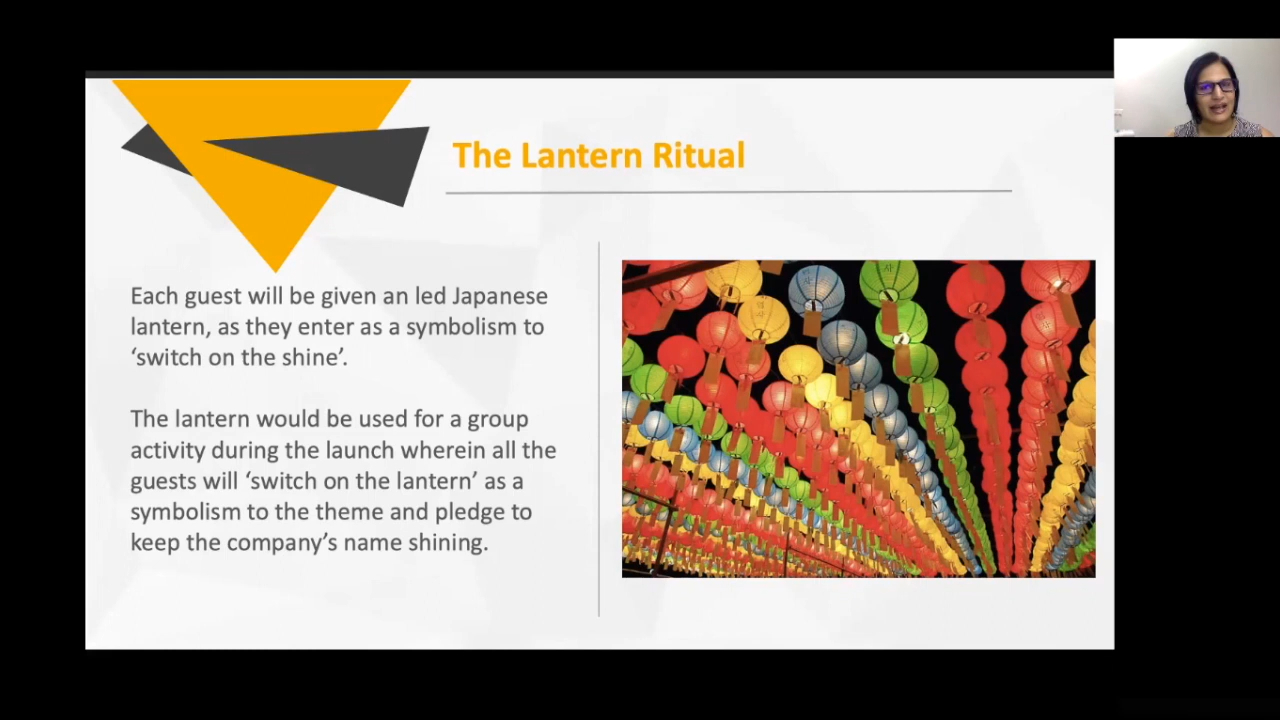 The Lantern Ritual
Each guest will be given an led Japanese
lantern, as they enter as a symbolism to
‘switch on the shine’.
The lantern would be used for a group
activity during the launch wherein all the
guests will ‘switch on the lantern’ as a
symbolism to the theme and pledge to
keep the company’s name shining.